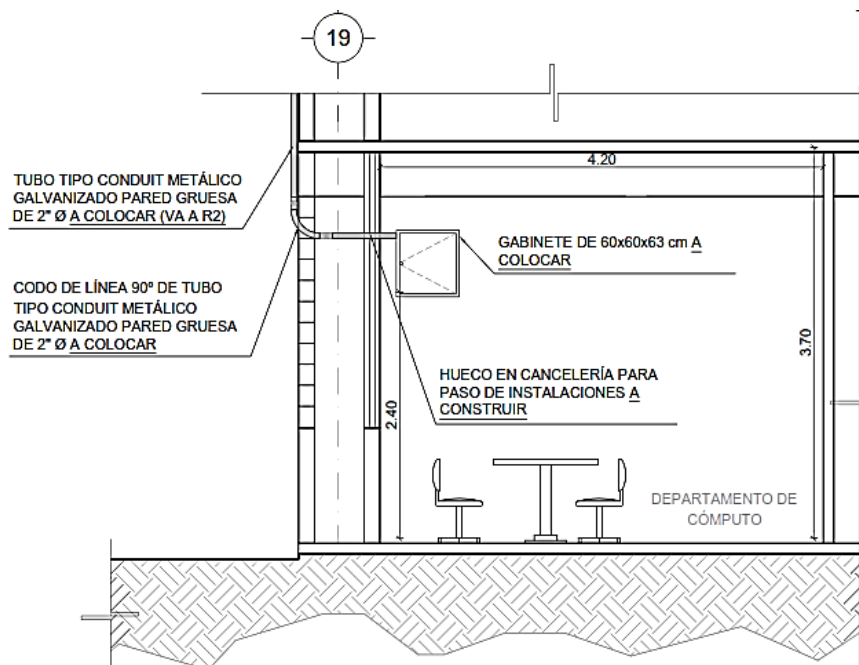 19
4.20
TUBO TIPO CONDUIT METÁLICO
GALVANIZADO PARED GRUESA
DE 2" Ø A COLOCAR (VA A R2)
GABINETE DE 60x60x63 cm A
COLOCAR
CODO DE LÍNEA 90º DE TUBO
TIPO CONDUIT METÁLICO
GALVANIZADO PARED GRUESA
DE 2" Ø A COLOCAR
3.70
HUECO EN CANCELERÍA PARA
PASO DE INSTALACIONES A
CONSTRUIR
2.40
DEPARTAMENTO DE
CÓMPUTO